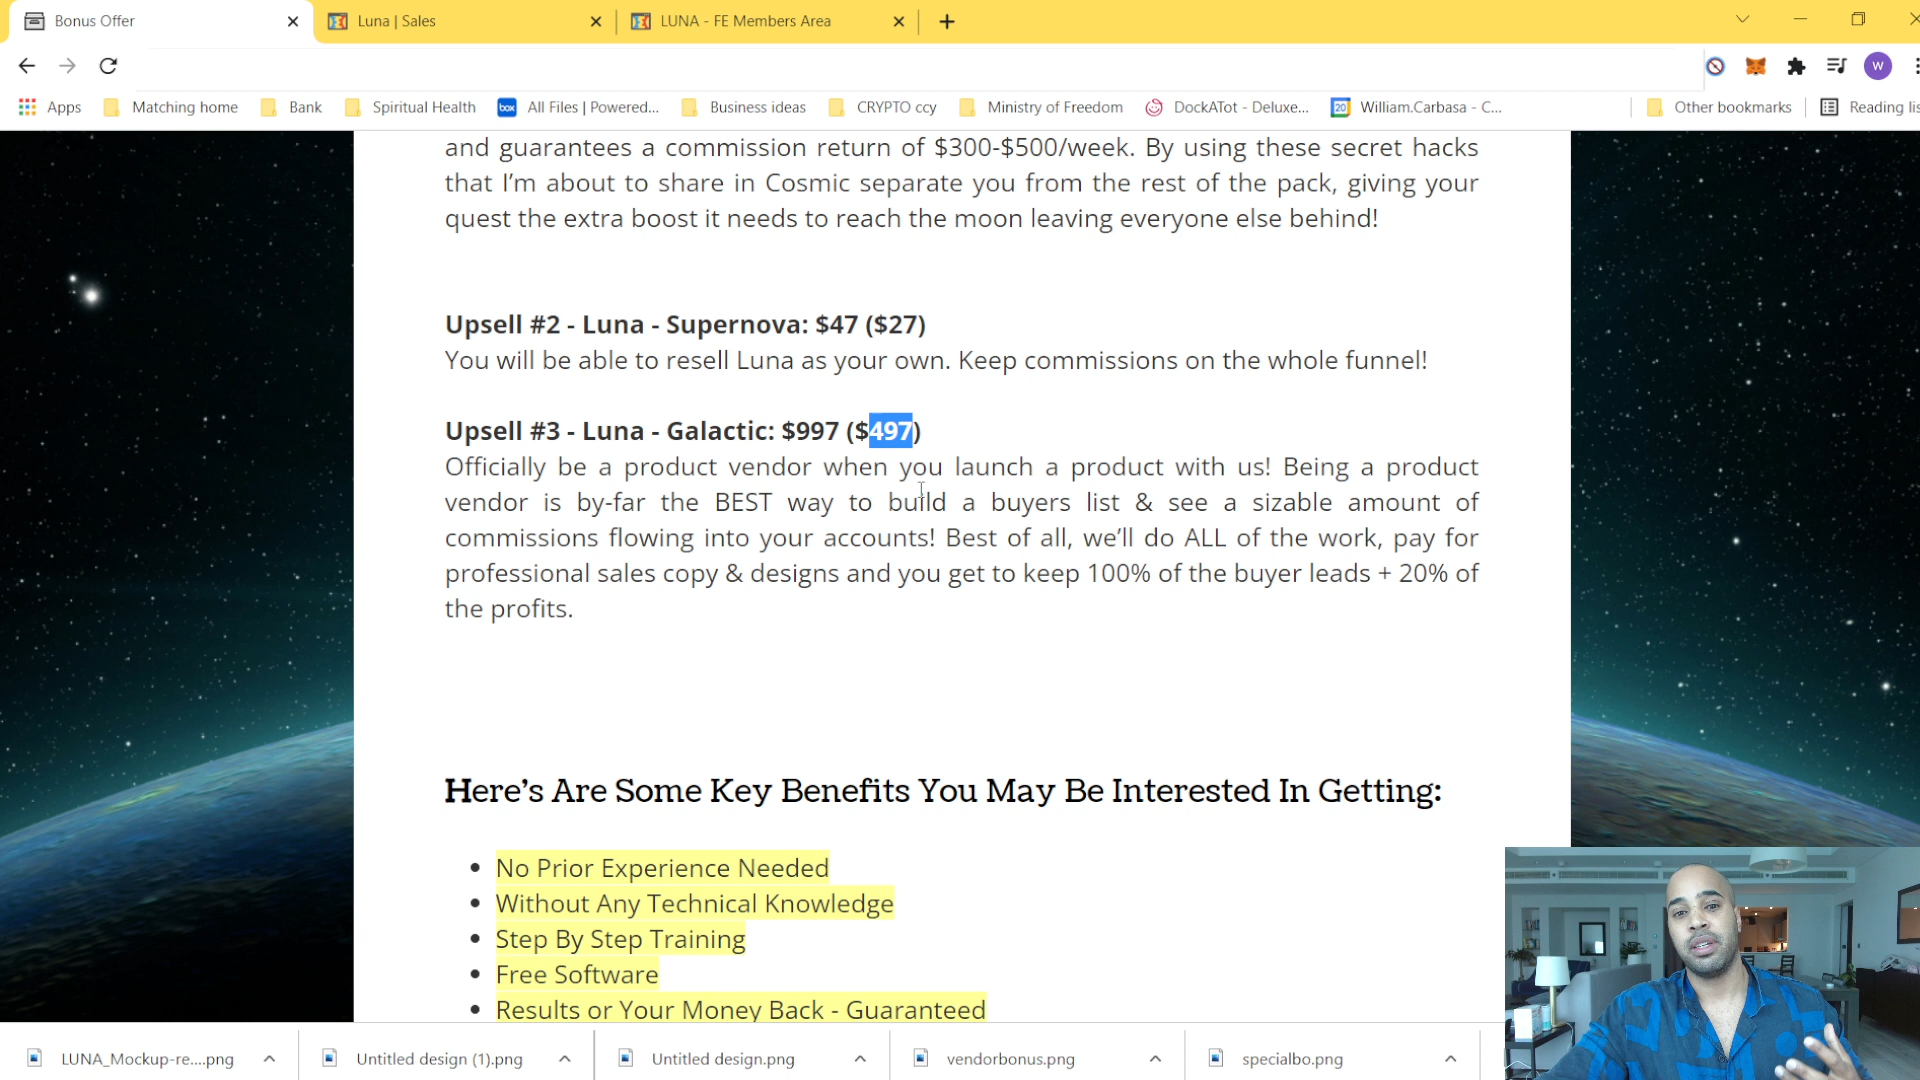 Bonus Offer
Luna | Sales
LUNA - FE Members Area
W
Apps
Matching home
Bank
Spiritual Health
box
All Files | Powered...
Business ideas
CRYPTO ccy
Ministry of Freedom
DockATot - Deluxe...
20
William.Carbasa - C...
Other bookmarks
Reading lis
and guarantees a commission return of $300-$500/week. By using these secret hacks
that I’m about to share in Cosmic separate you from the rest of the pack, giving your
quest the extra boost it needs to reach the moon leaving everyone else behind!
Upsell #2 - Luna - Supernova: $47 ($27)
You will be able to resell Luna as your own. Keep commissions on the whole funnel!
Upsell #3 - Luna - Galactic: $997 ($497)
Officially be a product vendor when you launch a product with us! Being a product
vendor is by-far the BEST way to build a buyers list & see a sizable amount of
commissions flowing into your accounts! Best of all, we’ll do ALL of the work, pay for
professional sales copy & designs and you get to keep 100% of the buyer leads + 20% of
the profits.
Here’s Are Some Key Benefits You May Be Interested In Getting:
No Prior Experience Needed
Without Any Technical Knowledge
Step By Step Training
Free Software
Results or Your Money Back - Guaranteed
LUNA_Mockup-re....png
Untitled design (1).png
Untitled design.png
vendorbonus.png
specialbo.png